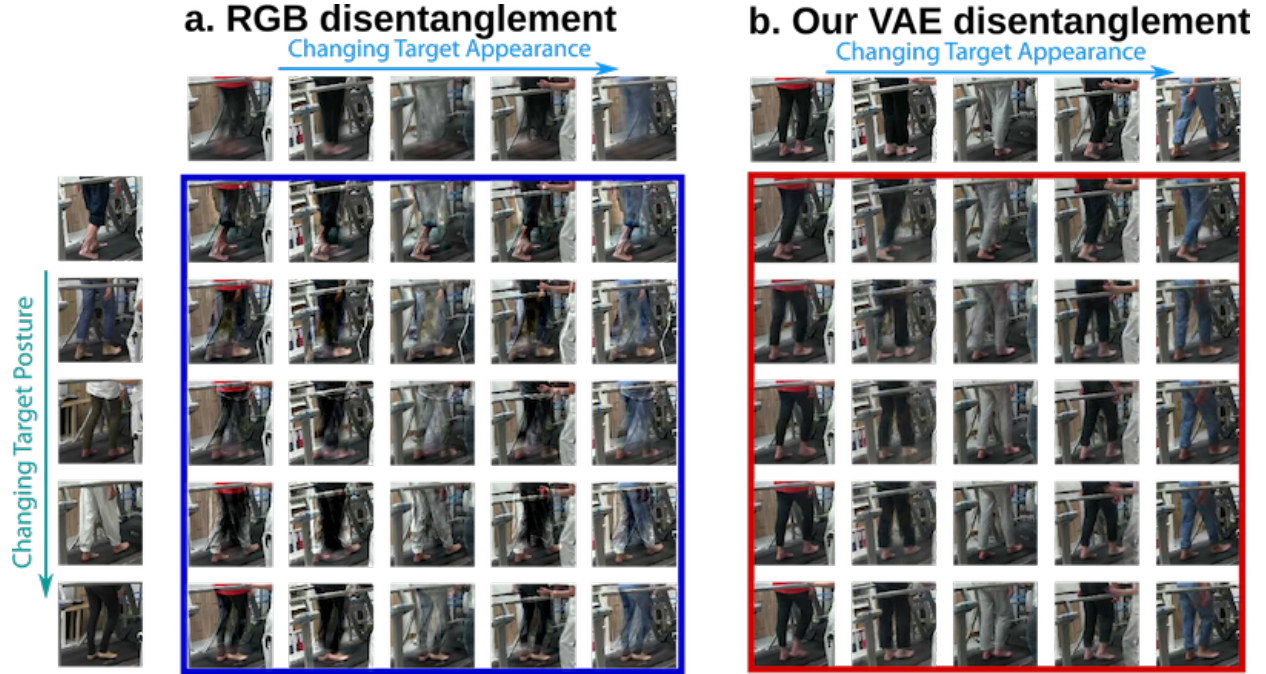 a. RGB disentanglement
Changing Target Appearance
b. Our VAE disentanglement
Changing Target Appearance
Changing Target Posture